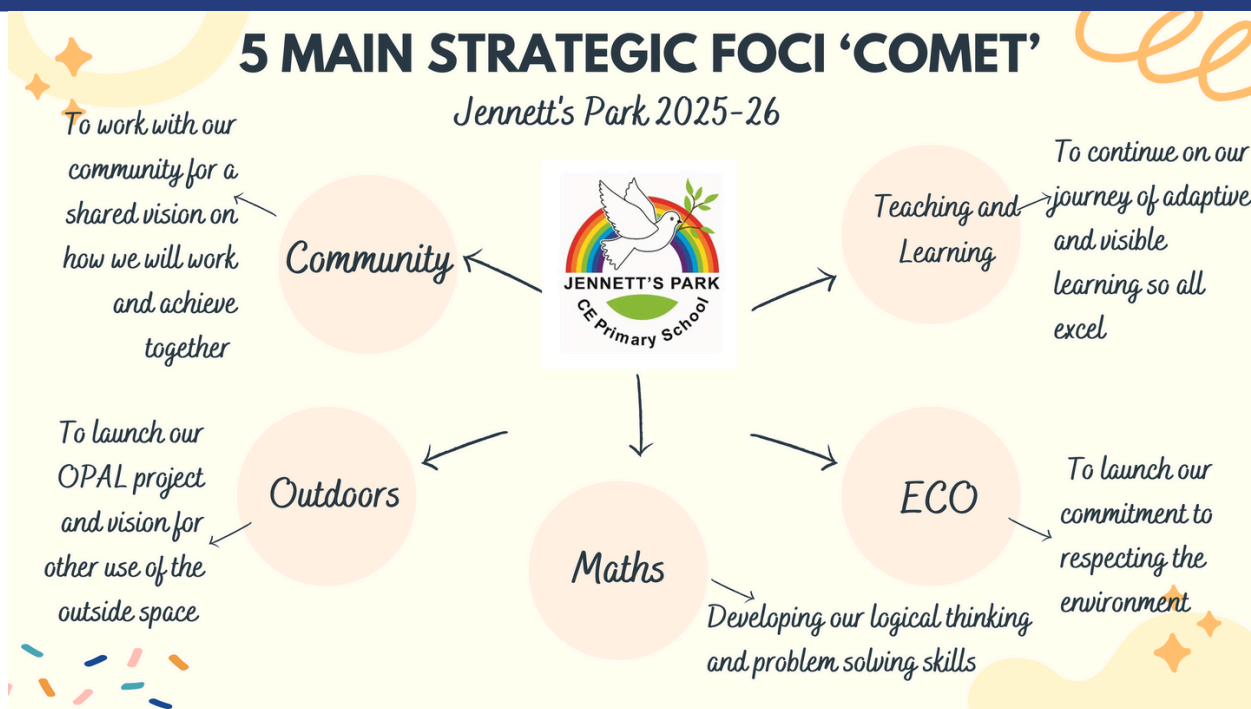 5 MAIN STRATEGIC FOCI ‘COMET’
Jennett's Park 2025-26
To work with our
community for a
shared vision on
how we will work
and achieve
together
Community
JENNETT'S PARK
CE Primary School
Teaching and
Learning
To continue on our
journey of adaptive
and visible
learning so all
excel
To launch our
OPAL project
and vision for
other use of the
outside space
Outdoors
Maths
Developing our logical thinking
and problem solving skills
ECO
To launch our
commitment to
respecting the
environment